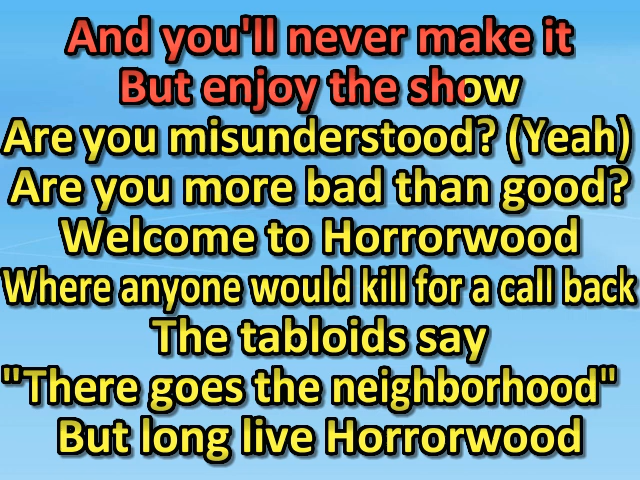 And you'll never make it
But enjoy the show
Are you misunderstood? (Yeah)
Are you more bad than good?
Welcome to Horrorwood
Where anyone would kill for a call back
The tabloids say
"There goes the neighborhood"
But long live Horrorwood